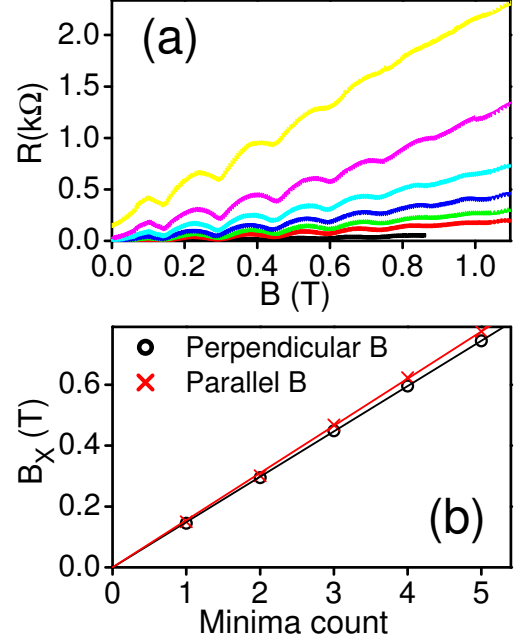 (a)
2.0
1.5
1.0
0.5
0.0
R(kΩ)
0.0 0.2 0.4 0.6 0.8 1.0
B (T)
Perpendicular B
Parallel B
0.6
0.4
0.2
0.0
B_X (T)
(b)
0 1 2 3 4 5
Minima count